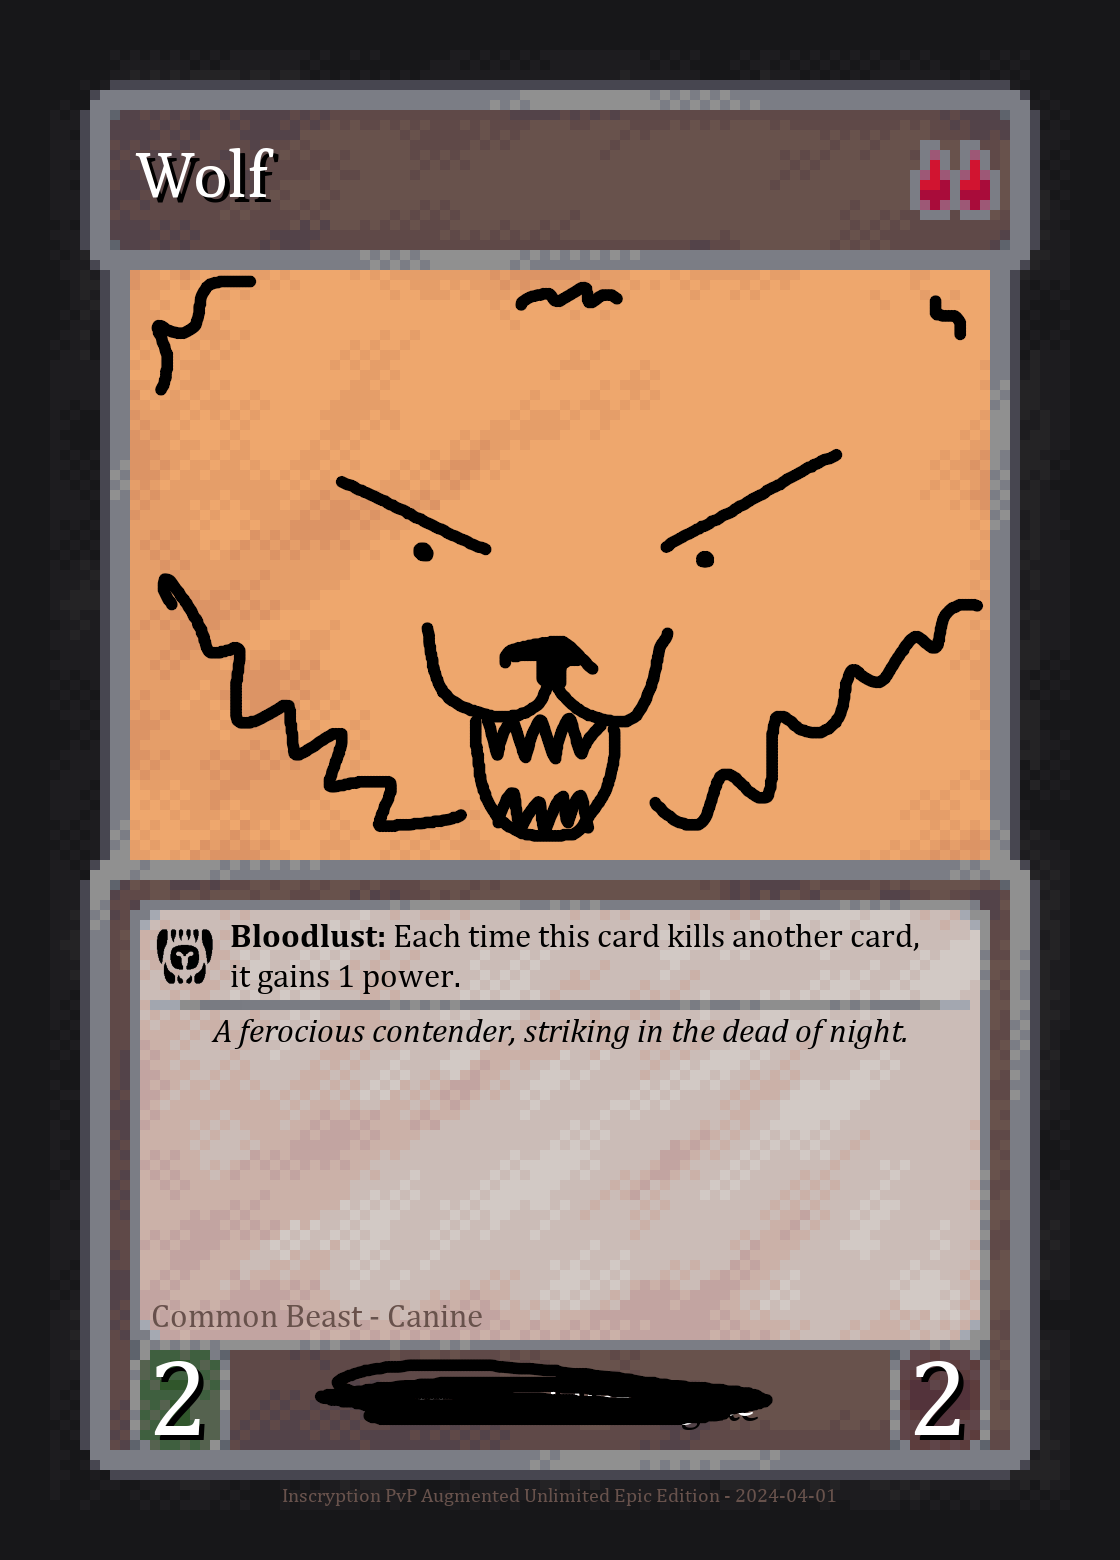 Wolf
Bloodlust: Each time this card kills another card,
it gains 1 power.
A ferocious contender, striking in the dead of night.
Common Beast - Canine
2
2
Inscryption PvP Augmented Unlimited Epic Edition - 2024-04-01